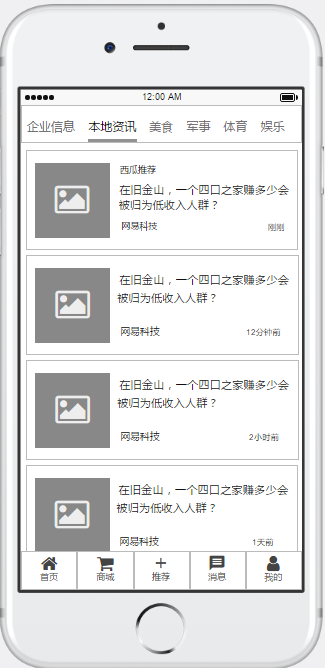 12:00 AM
企业信息 本地资讯 美食 军事 体育 娱乐
西瓜推荐
在旧金山，一个四口之家赚多少会
被归为低收入人群？
网易科技 刚刚
在旧金山，一个四口之家赚多少会
被归为低收入人群？
网易科技 12分钟前
在旧金山，一个四口之家赚多少会
被归为低收入人群？
网易科技 2小时前
在旧金山，一个四口之家赚多少会
被归为低收入人群？
网易科技 1天前
首页 商城 推荐 消息 我的